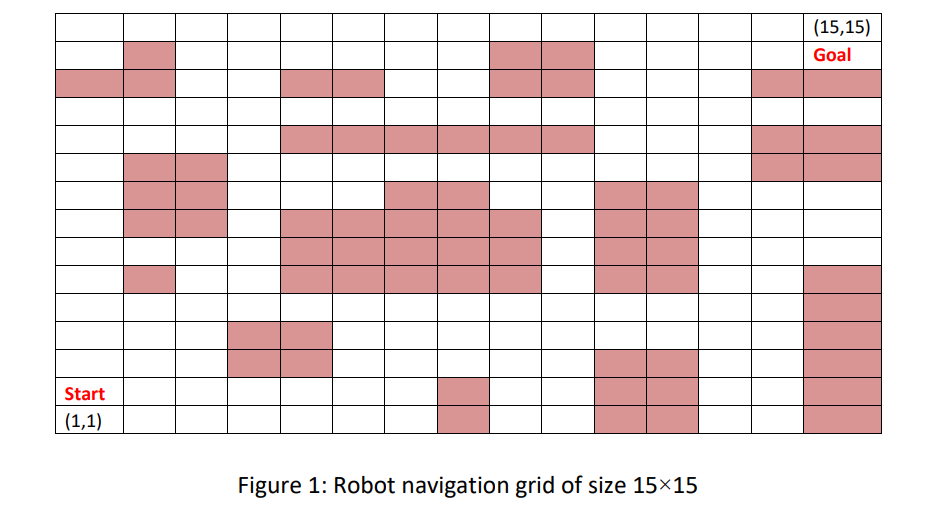 (15,15)
Goal
Start
(1,1)
Figure 1: Robot navigation grid of size 15×15